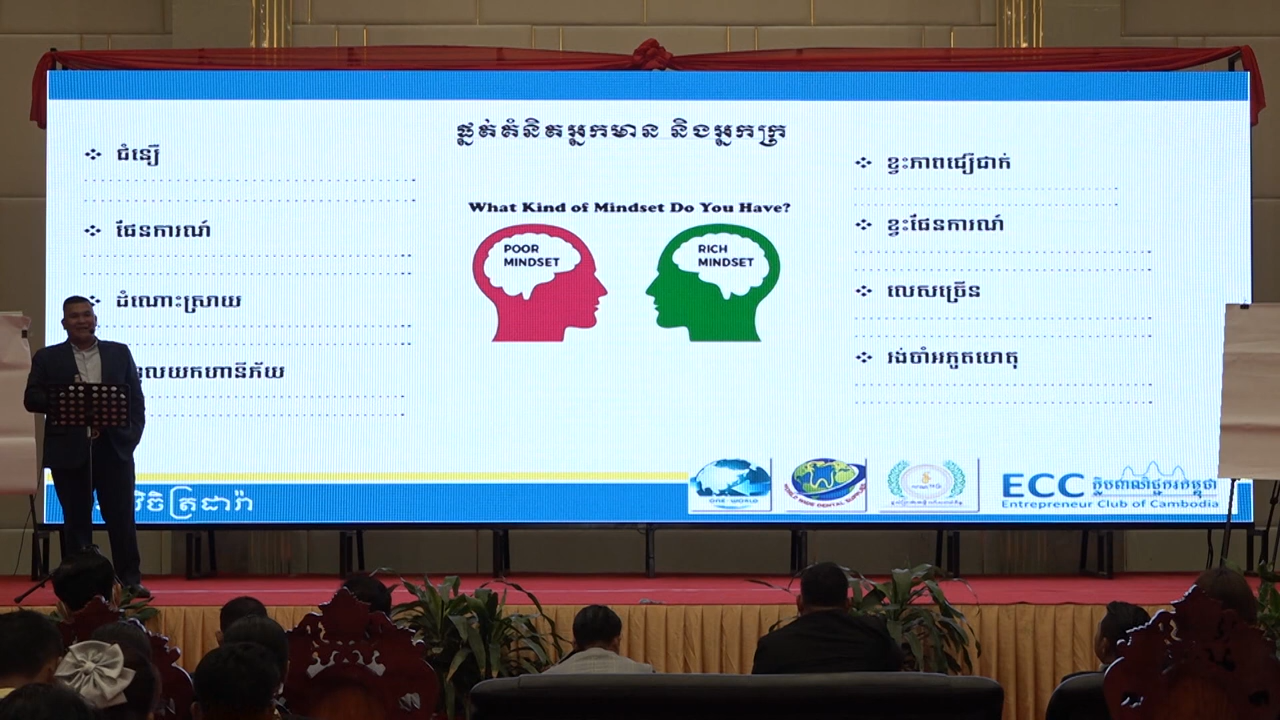 ផ្នត់គំនិតអ្នកមាន និងអ្នកក្រ
❖ ជំនឿ
❖ ផែនការណ៍
❖ ដំណោះស្រាយ
លយកហានីភ័យ
What Kind of Mindset Do You Have?
POOR
MINDSET
RICH
MINDSET
❖ ខ្វះភាពជឿជាក់
❖ ខ្វះផែនការណ៍
❖ លេសច្រើន
❖ រង់ចាំអភូតហេតុ
វិចិត្រដារ៉ា
ONE WORLD
ECC
Entrepreneur Club of Cambodia